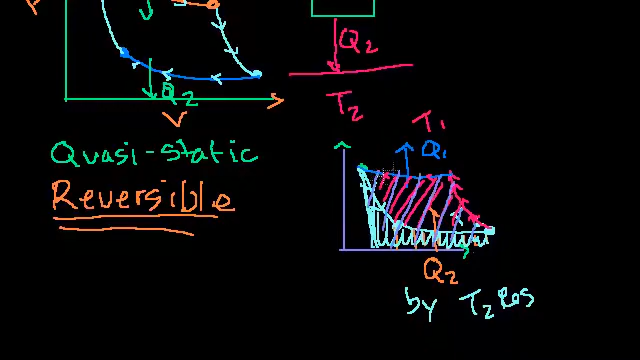 Q2
V
Q2
T2
Quasi-static
Reversible
T1
Q1
Q2
by T2 Res